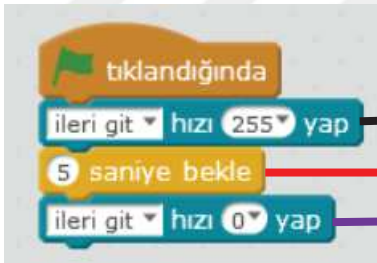 tıklandığında
ileri git hızı 255 yap
5 saniye bekle
ileri git hızı 0 yap